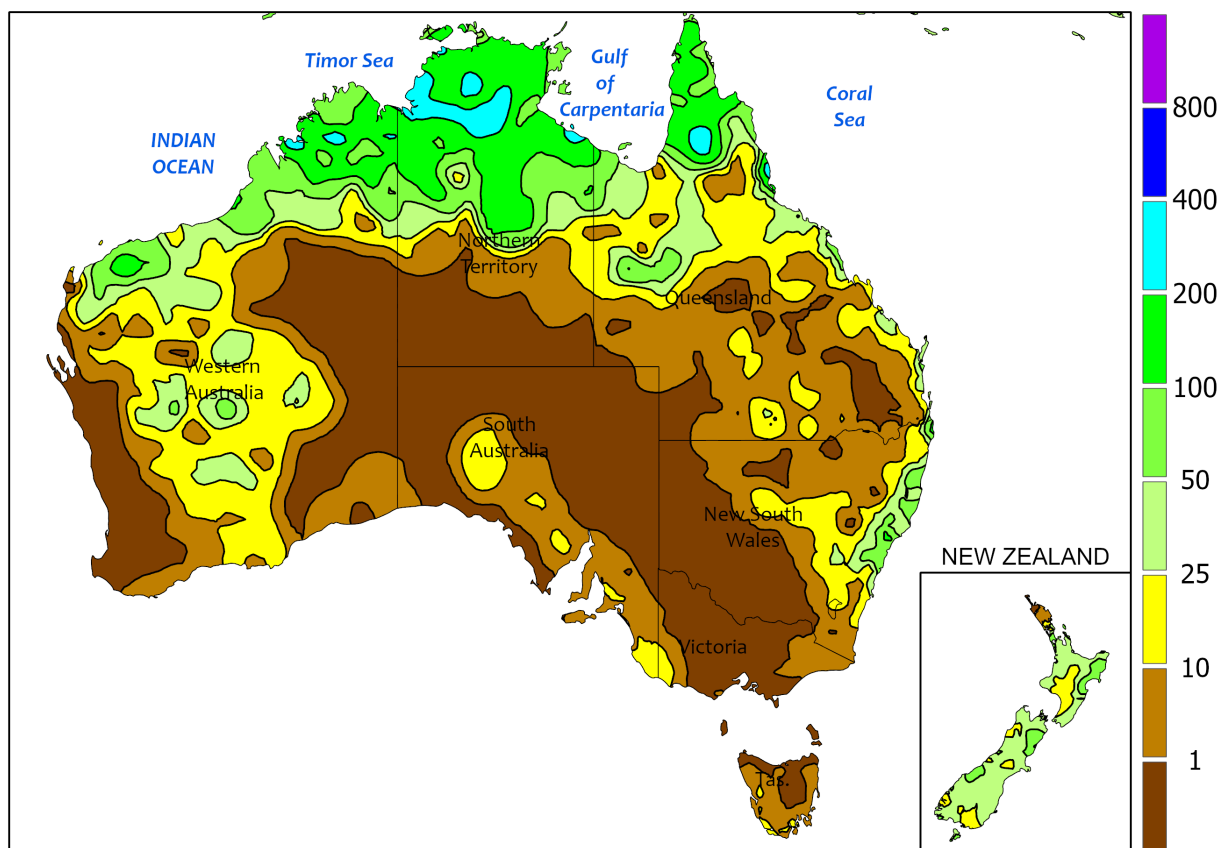 Timor Sea
Gulf
of
Carpentaria
Coral
Sea
INDIAN
OCEAN
Northern
Territory
Queensland
Western
Australia
South
Australia
New South
Wales
Victoria
Tas.
NEW ZEALAND
800
400
200
100
50
25
10
1